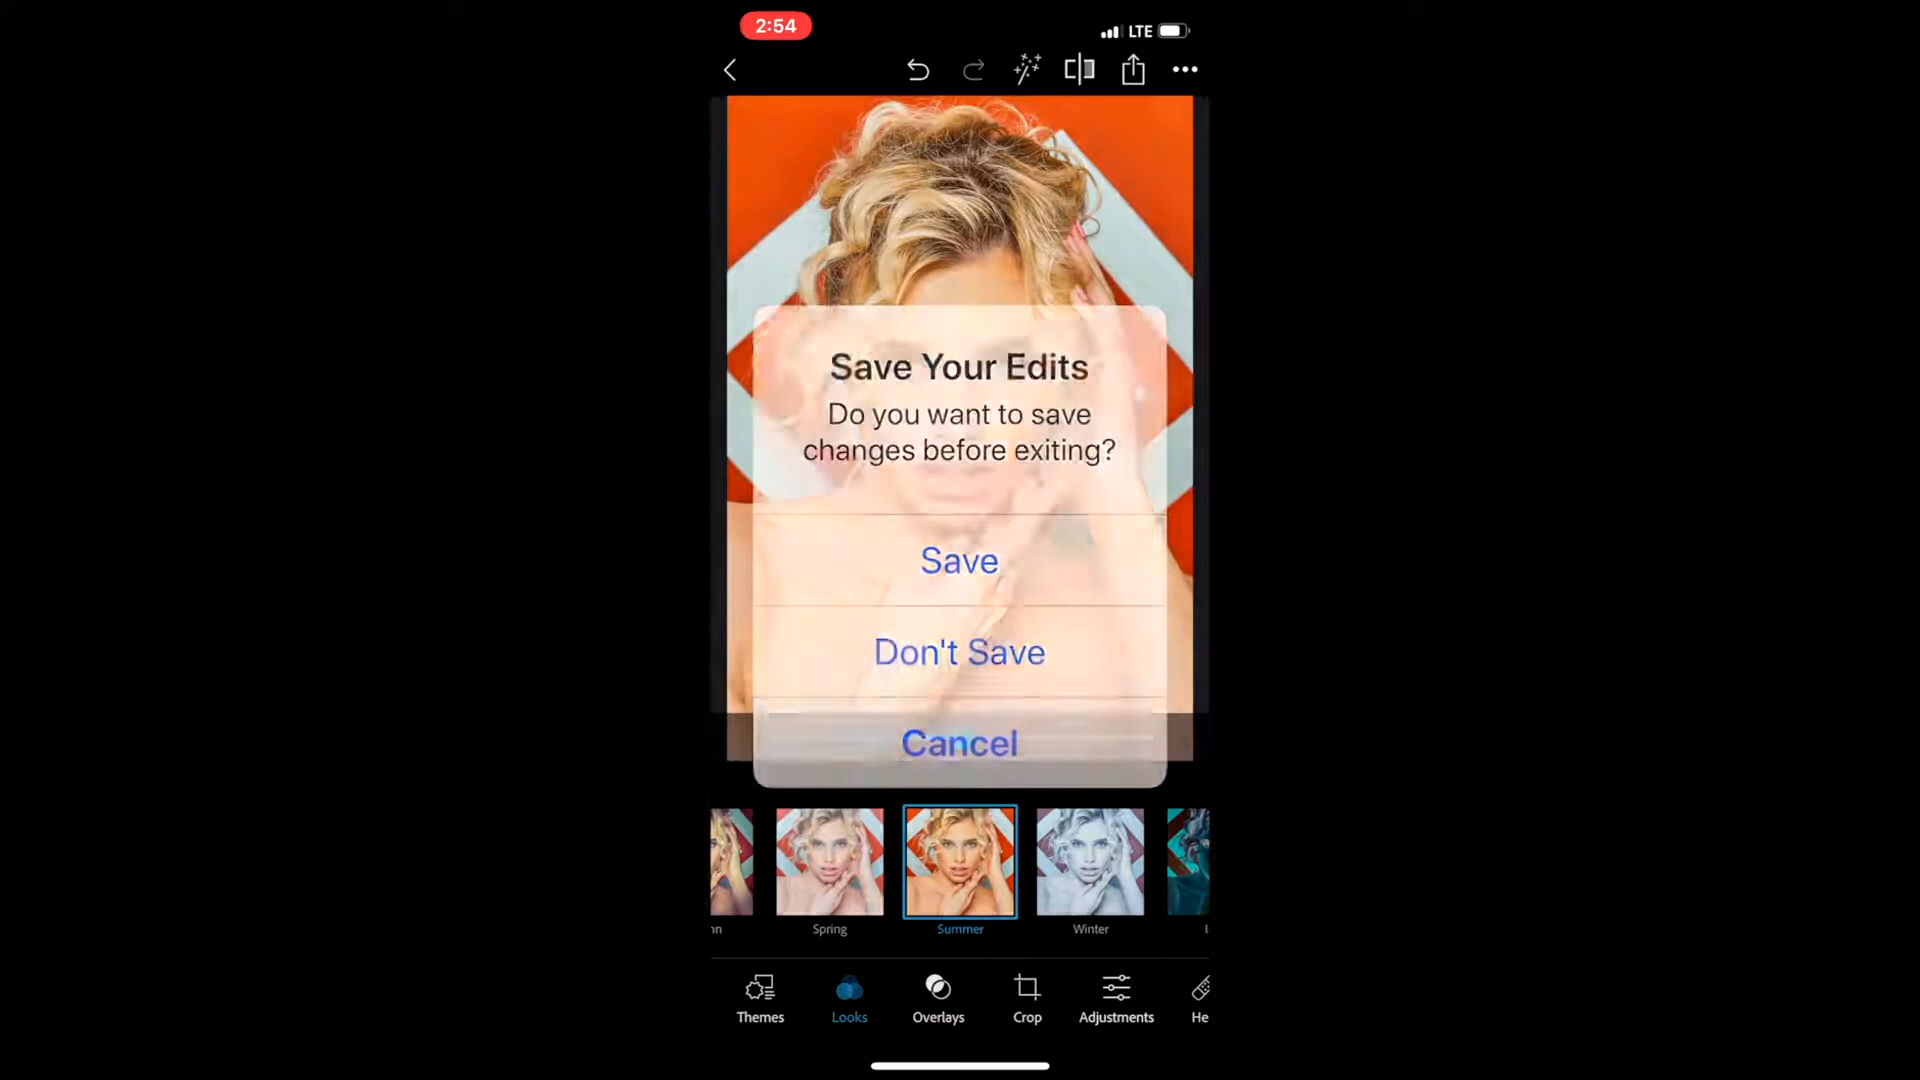 2:54
LTE
Save Your Edits
Do you want to save
changes before exiting?
Save
Don't Save
Cancel
Spring
Summer
Winter
Themes
Looks
Overlays
Crop
Adjustments
He